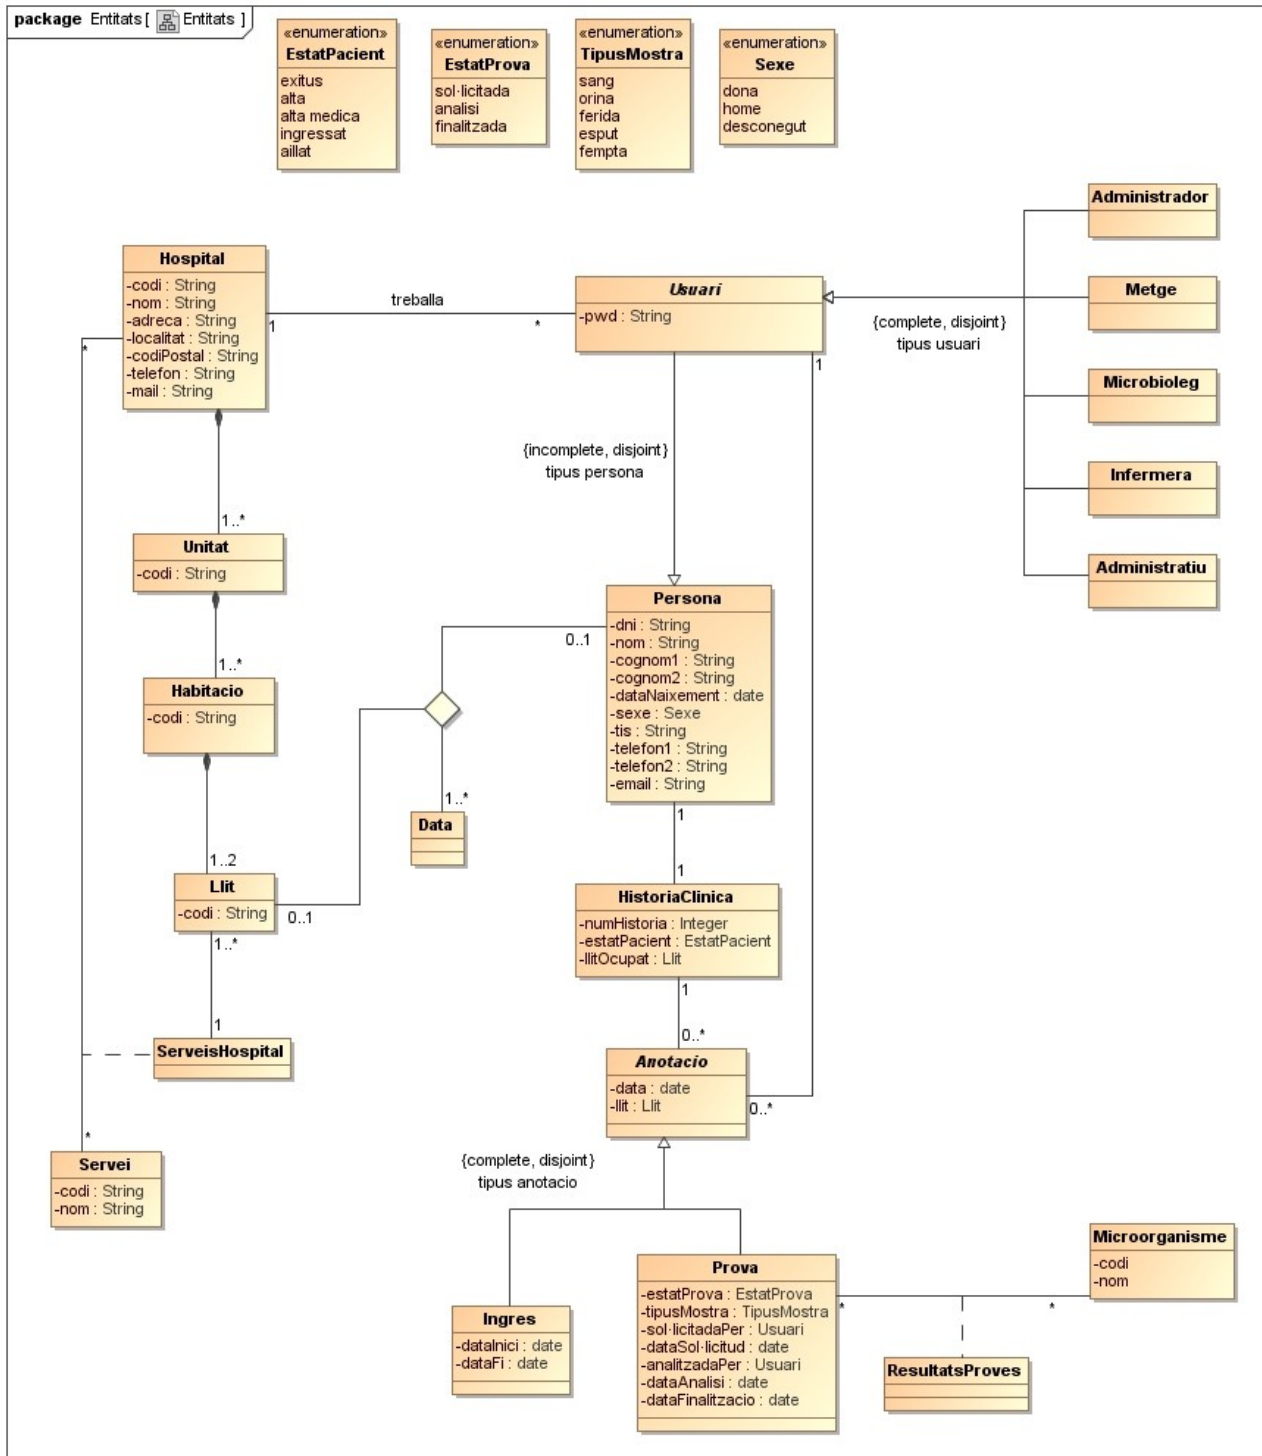 package Entitats [ Entitats ]
«enumeration»
EstatPacient
exitus
alta
alta medica
ingressat
aillat
«enumeration»
EstatProva
sol·licitada
analisi
finalitzada
«enumeration»
TipusMostra
sang
orina
ferida
esput
fempta
«enumeration»
Sexe
dona
home
desconegut
Administrador
Metge
Microbioleg
Infermera
Administratiu
{complete, disjoint}
tipus usuari
Usuari
-pwd : String
1
treballa
*
1
Hospital
-codi : String
-nom : String
-adreca : String
-localitat : String
-codiPostal : String
-telefon : String
-mail : String
*
{incomplete, disjoint}
tipus persona
1..*
Unitat
-codi : String
1..*
Habitacio
-codi : String
1..2
Llit
-codi : String
0..1
1..*
1
ServeisHospital
*
Servei
-codi : String
-nom : String
0..1
1..*
Data
Persona
-dni : String
-nom : String
-cognom1 : String
-cognom2 : String
-dataNaixement : date
-sexe : Sexe
-tis : String
-telefon1 : String
-telefon2 : String
-email : String
1
1
HistoriaClinica
-numHistoria : Integer
-estatPacient : EstatPacient
-llitOcupat : Llit
1
0..*
Anotacio
-data : date
-llit : Llit
0..*
{complete, disjoint}
tipus anotacio
Ingres
-dataInici : date
-dataFi : date
Prova
-estatProva : EstatProva
-tipusMostra : TipusMostra
-sol·licitadaPer : Usuari
-dataSol·licitud : date
-analitzadaPer : Usuari
-dataAnalisi : date
-dataFinalitzacio : date
*
*
Microorganisme
-codi
-nom
ResultatsProves